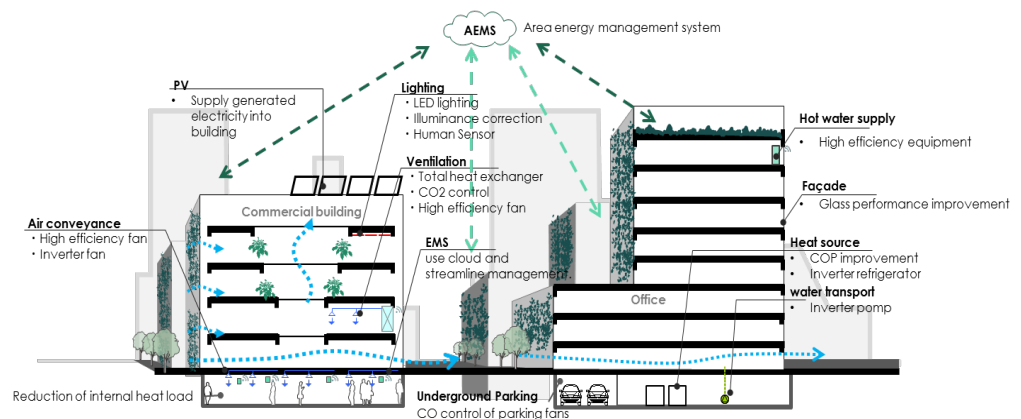 AEMS
Area energy management system
PV
• Supply generated
electricity into
building
Lighting
・LED lighting
・Illuminance correction
・Human Sensor
Ventilation
・Total heat exchanger
・CO2 control
・High efficiency fan
Commercial building
Air conveyance
・High efficiency fan
・Inverter fan
EMS
use cloud and
streamline management.
Hot water supply
• High efficiency equipment
Façade
• Glass performance improvement
Heat source
• COP improvement
• Inverter refrigerator
water transport
• Inverter pomp
Office
Reduction of internal heat load
Underground Parking
CO control of parking fans